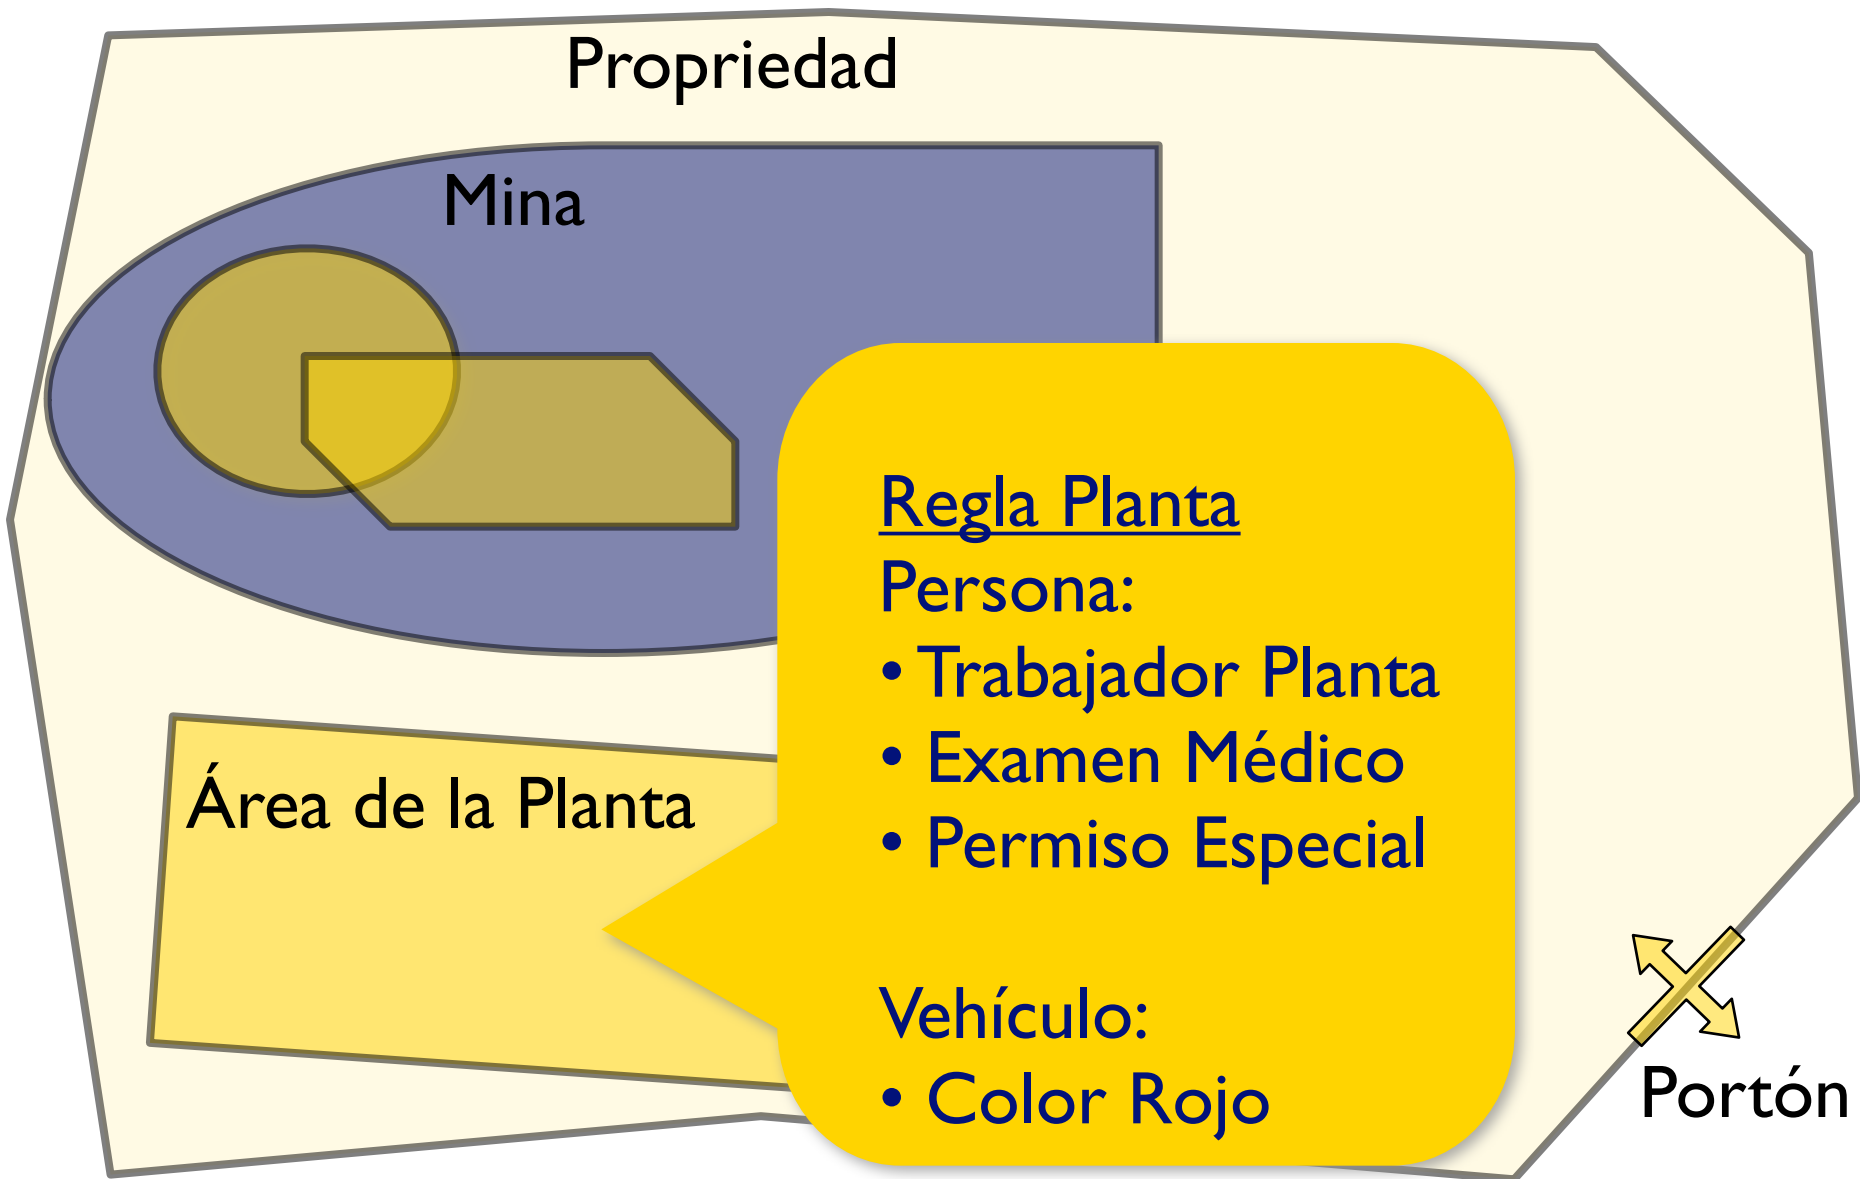 Propriedad
Mina
Regla Planta
Persona:
• Trabajador Planta
• Examen Médico
• Permiso Especial
Vehículo:
• Color Rojo
Área de la Planta
Portón